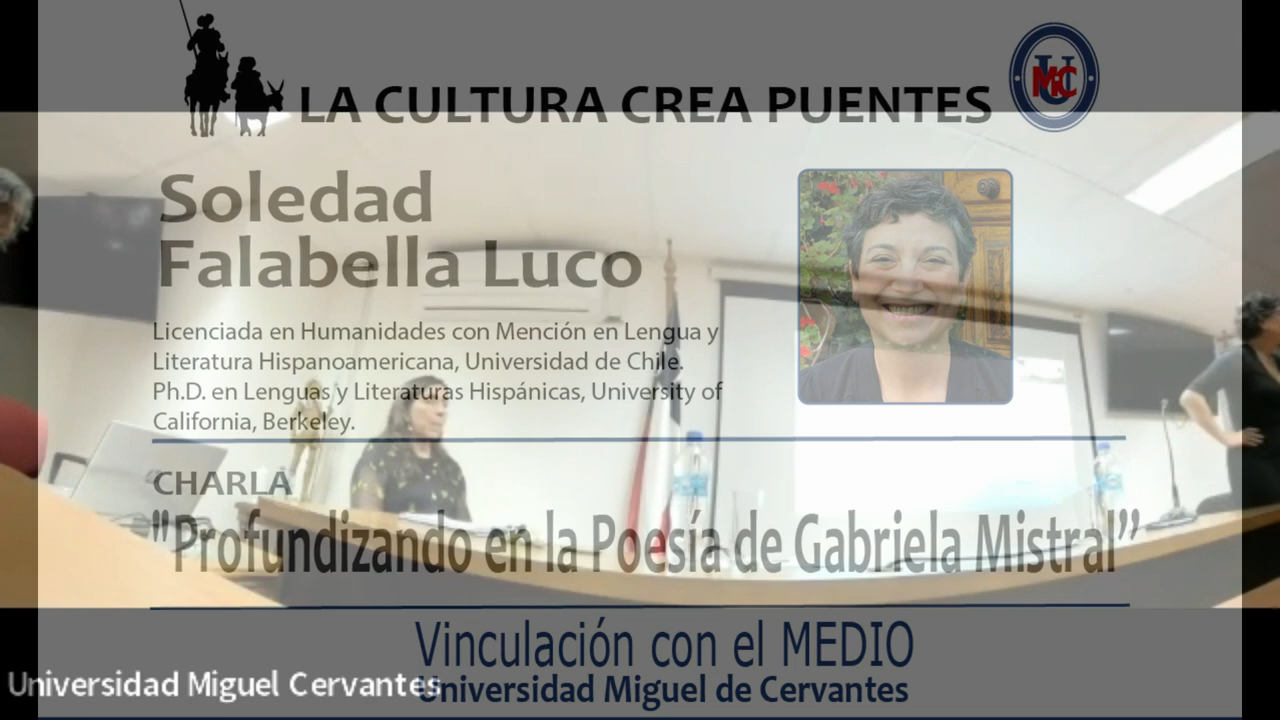 LA CULTURA CREA PUENTES
UMC
Soledad
Falabella Luco
Licenciada en Humanidades con Mención en Lengua y
Literatura Hispanoamericana, Universidad de Chile.
Ph.D. en Lenguas y Literaturas Hispánicas, University of
California, Berkeley.
CHARLA
"Profundizando en la Poesía de Gabriela Mistral”
Vinculación con el MEDIO
Universidad Miguel de Cervantes
Universidad Miguel Cervantes